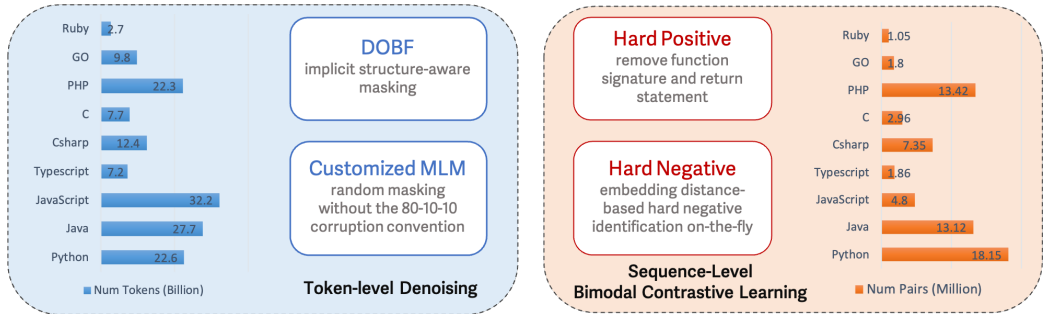 Ruby 2.7
GO 9.8
PHP 22.3
C 7.7
Csharp 12.4
Typescript 7.2
JavaScript 32.2
Java 27.7
Python 22.6
Num Tokens (Billion)
DOBF
implicit structure-aware
masking
Customized MLM
random masking
without the 80-10-10
corruption convention
Token-level Denoising
Hard Positive
remove function
signature and return
statement
Hard Negative
embedding distance-
based hard negative
identification on-the-fly
Sequence-Level
Bimodal Contrastive Learning
Ruby 1.05
GO 1.8
PHP 13.42
C 2.96
Csharp 7.35
Typescript 1.86
JavaScript 4.8
Java 13.12
Python 18.15
Num Pairs (Million)